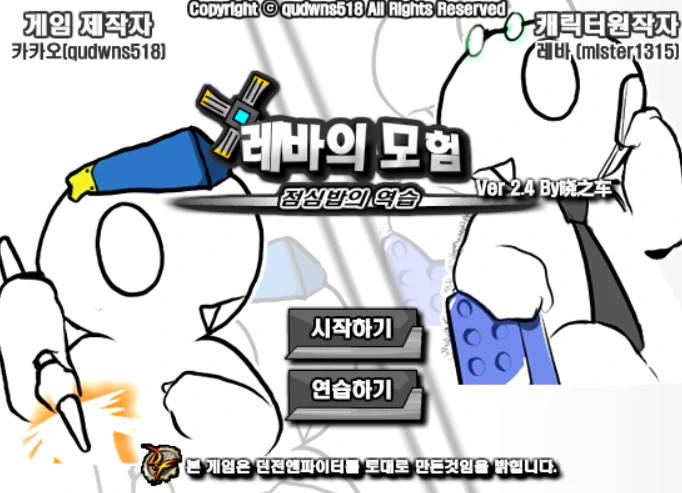 Copyright ⓒ qudwns518 All Rights Reserved
게임 제작자
카카오(qudwns518)
캐릭터원작자
레바 (mister1315)
레바의 모험
점심밥의 역습
Ver 2.4 By晓之车
시작하기
연습하기
본 게임은 던전앤파이터를 토대로 만든것임을 밝힙니다.